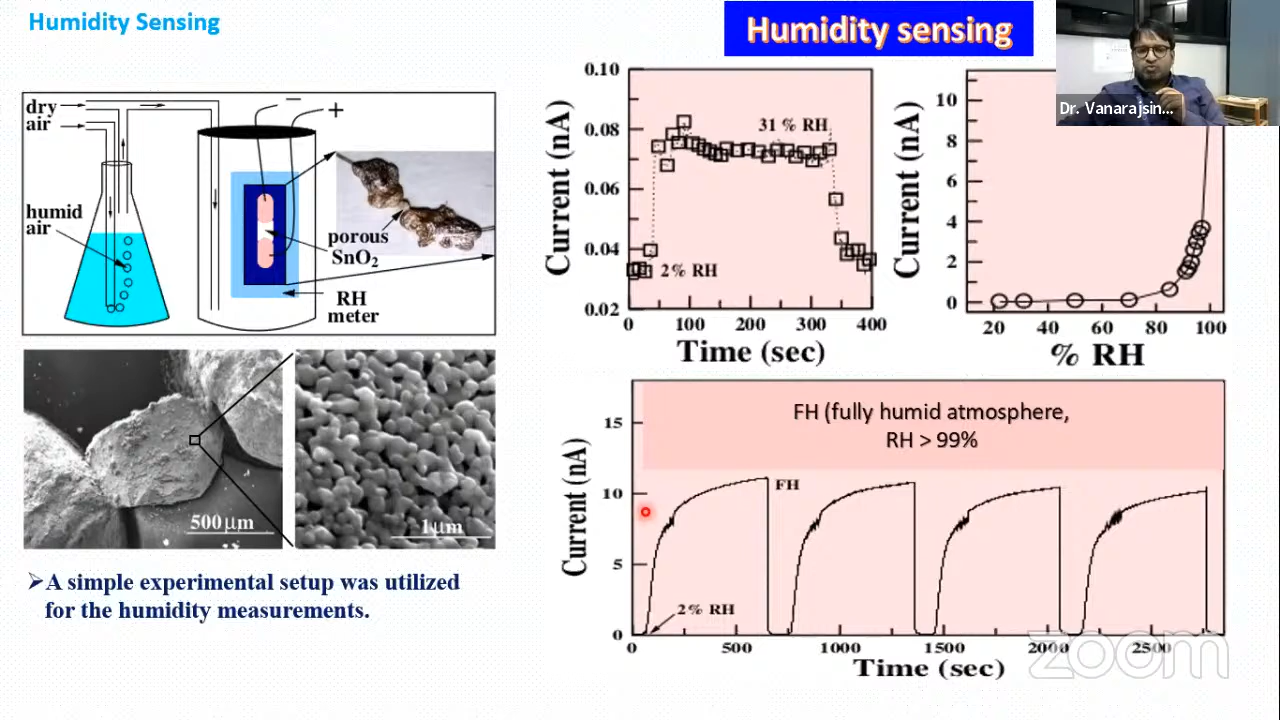 Humidity Sensing
Humidity sensing
Dr. Vanarajsin...
dry
air
humid
air
−
+
porous
SnO₂
RH
meter
500μm
1μm
➢A simple experimental setup was utilized
for the humidity measurements.
0.10
0.08
0.06
0.04
0.02
Current (nA)
31 % RH
2% RH
0
100
200
300
400
Time (sec)
10
8
6
4
2
0
Current (nA)
20
40
60
80
100
% RH
FH (fully humid atmosphere,
RH > 99%
15
10
5
0
Current (nA)
FH
2% RH
0
500
1000
1500
2000
2500
Time (sec)
zoom